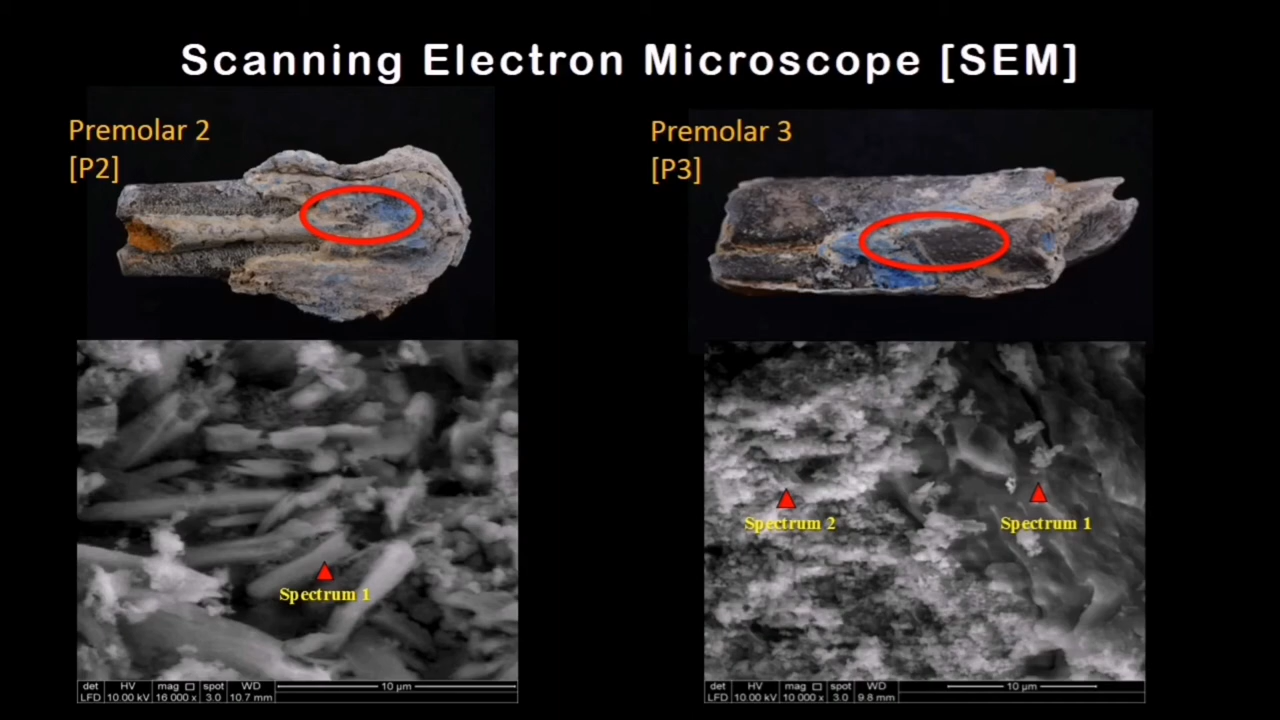 Scanning Electron Microscope [SEM]
Premolar 2
[P2]
Premolar 3
[P3]
Spectrum 1
det HV mag spot WD
LFD 10.00 kV 16 000 x 3.0 10.7 mm
10 µm
Spectrum 2
Spectrum 1
det HV mag spot WD
LFD 10.00 kV 10 000 x 3.0 9.8 mm
10 µm